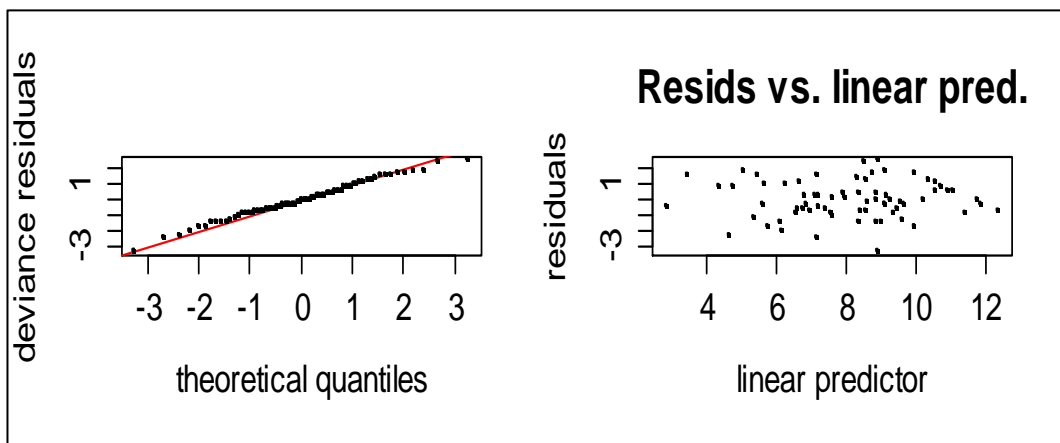 deviance residuals
1
-3
-3 -2 -1 0 1 2 3
theoretical quantiles
Resids vs. linear pred.
residuals
1
-3
4 6 8 10 12
linear predictor